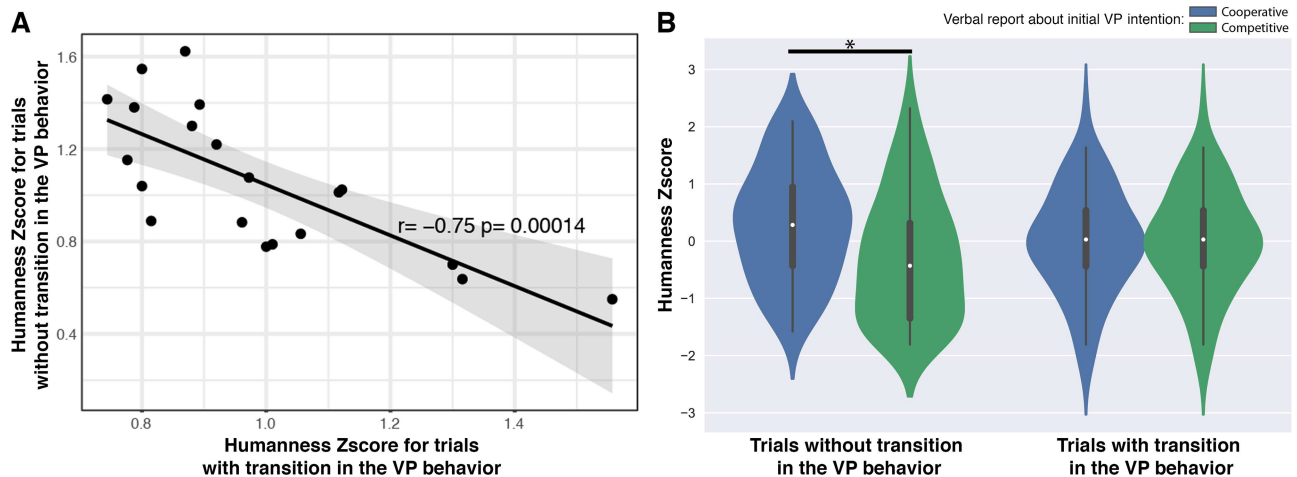 A
Humanness Zscore for trials
without transition in the VP behavior
1.6
1.2
0.8
0.4
r= −0.75 p= 0.00014
0.8
1.0
1.2
1.4
Humanness Zscore for trials
with transition in the VP behavior
B
Verbal report about initial VP intention:
Cooperative
Competitive
*
Humanness Zscore
3
2
1
0
−1
−2
−3
Trials without transition
in the VP behavior
Trials with transition
in the VP behavior